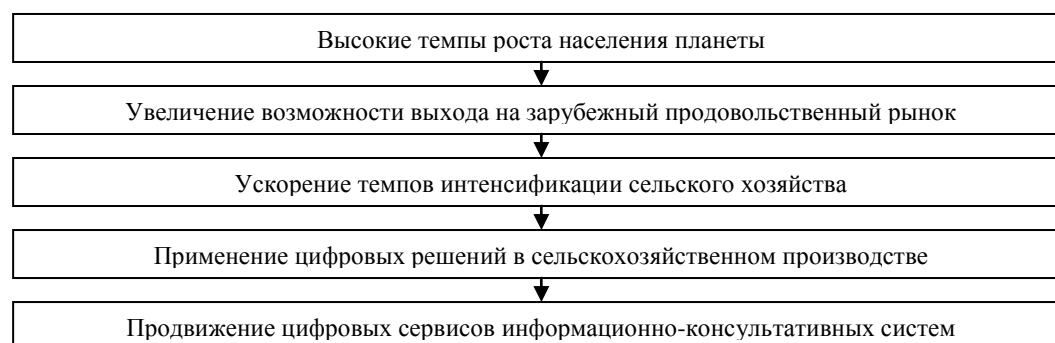 Высокие темпы роста населения планеты
Увеличение возможности выхода на зарубежный продовольственный рынок
Ускорение темпов интенсификации сельского хозяйства
Применение цифровых решений в сельскохозяйственном производстве
Продвижение цифровых сервисов информационно-консультативных систем